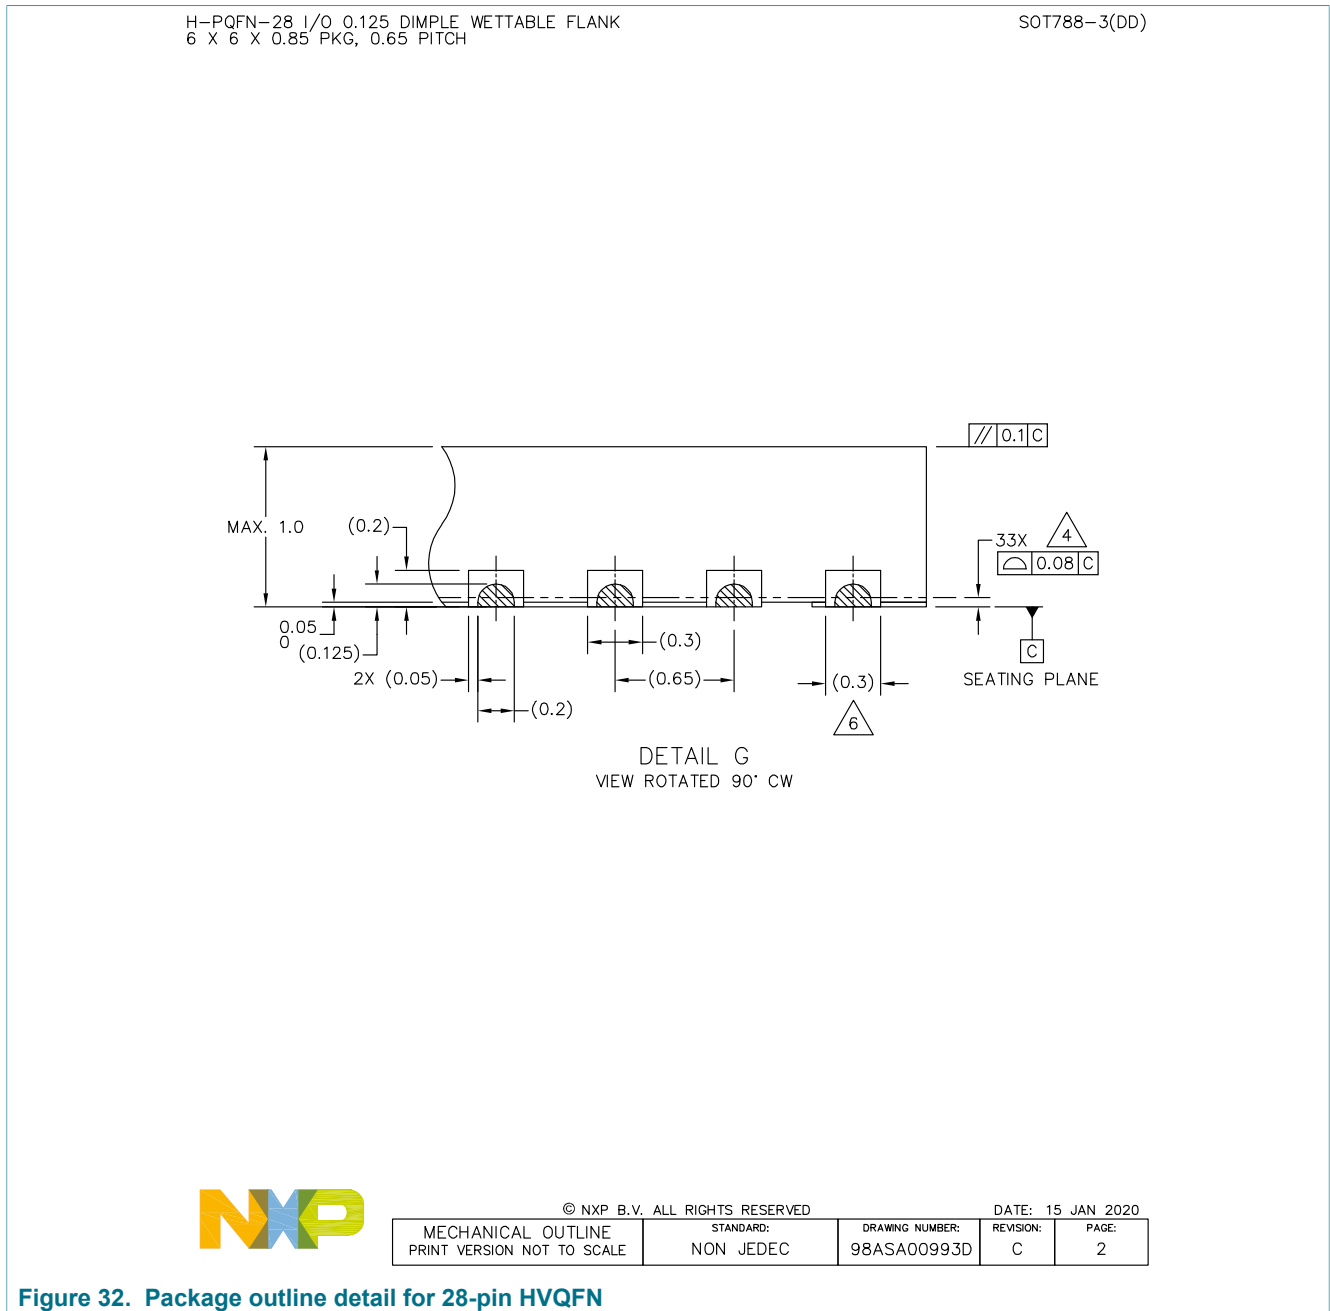 H-PQFN-28 I/O 0.125 DIMPLE WETTABLE FLANK
6 X 6 X 0.85 PKG, 0.65 PITCH
SOT788-3(DD)
// 0.1 C
MAX. 1.0
(0.2)
33X 4
0.08 C
0.05
0
(0.125)
(0.3)
C
2X (0.05)
(0.65)
(0.3)
SEATING PLANE
(0.2)
6
DETAIL G
VIEW ROTATED 90° CW
NXP
© NXP B.V. ALL RIGHTS RESERVED
DATE: 15 JAN 2020
MECHANICAL OUTLINE
PRINT VERSION NOT TO SCALE
STANDARD:
NON JEDEC
DRAWING NUMBER:
98ASA00993D
REVISION:
C
PAGE:
2
Figure 32. Package outline detail for 28-pin HVQFN